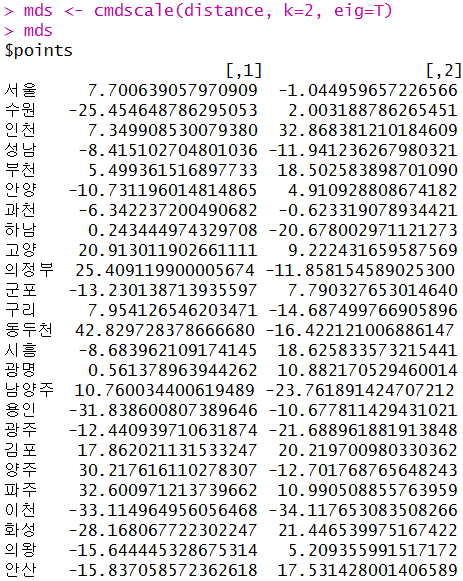 > mds <- cmdscale(distance, k=2, eig=T)
> mds
$points
[,1] [,2]
서울 7.700639057970909 -1.044959657226566
수원 -25.454648786295053 2.003188786265451
인천 7.349908530079380 32.868381210184609
성남 -8.415102704801036 -11.941236267980321
부천 5.499361516897733 18.502583898701090
안양 -10.731196014814865 4.910928808674182
과천 -6.342237200490682 -0.623319078934421
하남 0.243444974329708 -20.678002971121273
고양 20.913011902661111 9.222431659587569
의정부 25.409119900005674 -11.858154589025300
군포 -13.230138713935597 7.790327653014640
구리 7.954126546203471 -14.687499766905896
동두천 42.829728378666680 -16.422121006886147
시흥 -8.683962109174145 18.625833573215441
광명 0.561378963944262 10.882170529460014
남양주 10.760034400619489 -23.761891424707212
용인 -31.838600807389646 -10.677811429431021
광주 -12.440939710631874 -21.688961881913848
김포 17.862021131533247 20.219700980330362
양주 30.217616110278307 -12.701768765648243
파주 32.600971213739662 10.990508855763959
이천 -33.114964956056468 -34.117653083508266
화성 -28.168067722302247 21.446539975167422
의왕 -15.644445328675314 5.209355991517172
안산 -15.837058572362618 17.531428001406589